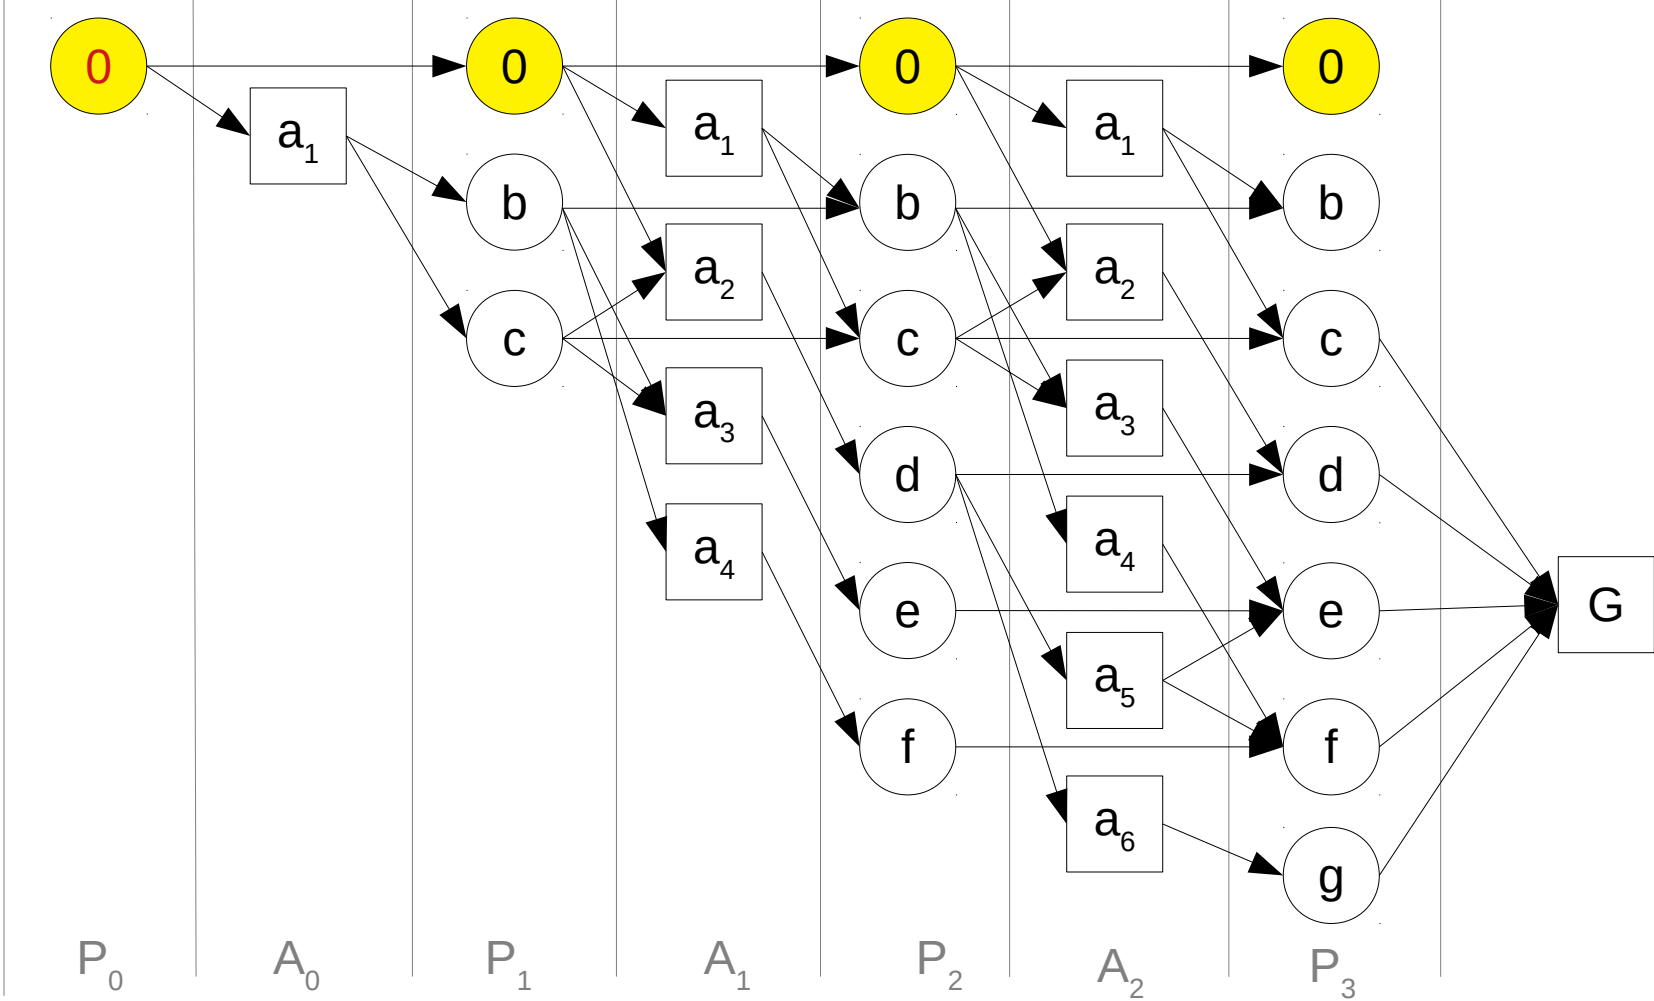 0 0 0 0
a1 a1 a1
b b b
a2 a2
c c c
a3 a3
d d
a4 a4
e e G
a5
f f
a6
g
P0 A0 P1 A1 P2 A2 P3